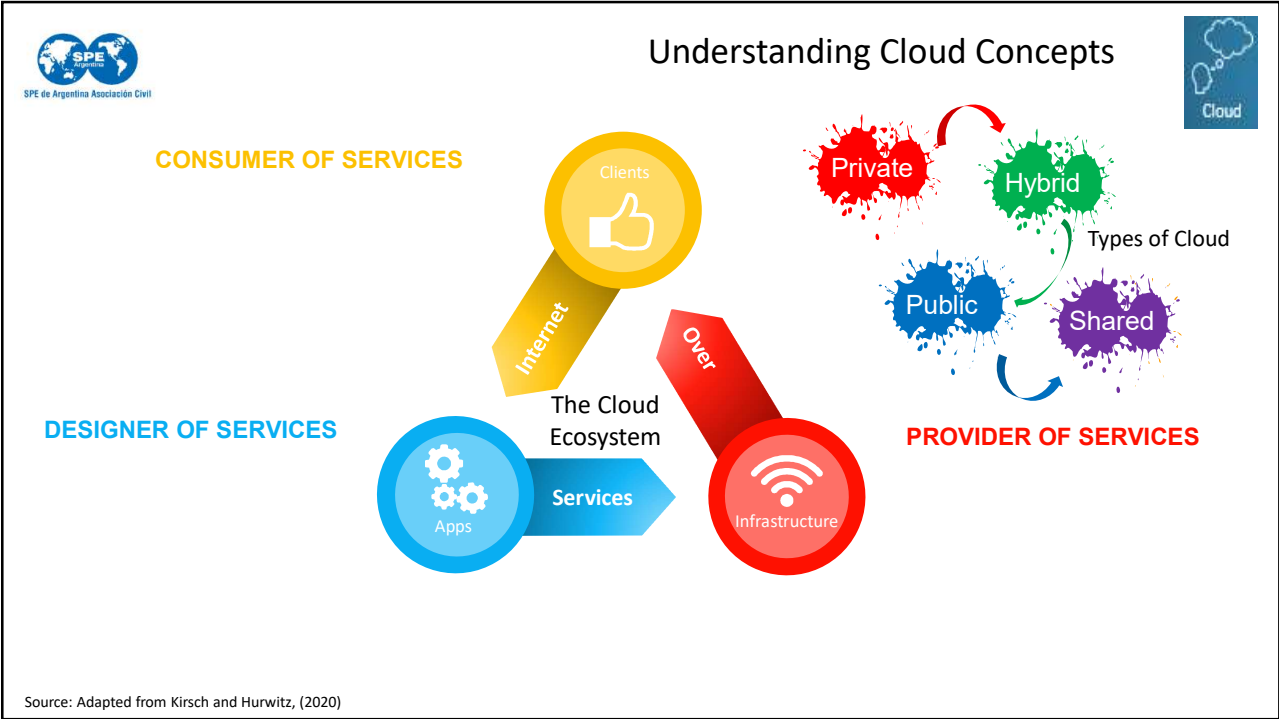 SPE
Argentina
SPE de Argentina Asociación Civil
Understanding Cloud Concepts
Cloud
CONSUMER OF SERVICES
Clients
Private
Hybrid
Types of Cloud
Public
Shared
Internet
Over
The Cloud
Ecosystem
DESIGNER OF SERVICES
PROVIDER OF SERVICES
Services
Apps
Infrastructure
Source: Adapted from Kirsch and Hurwitz, (2020)